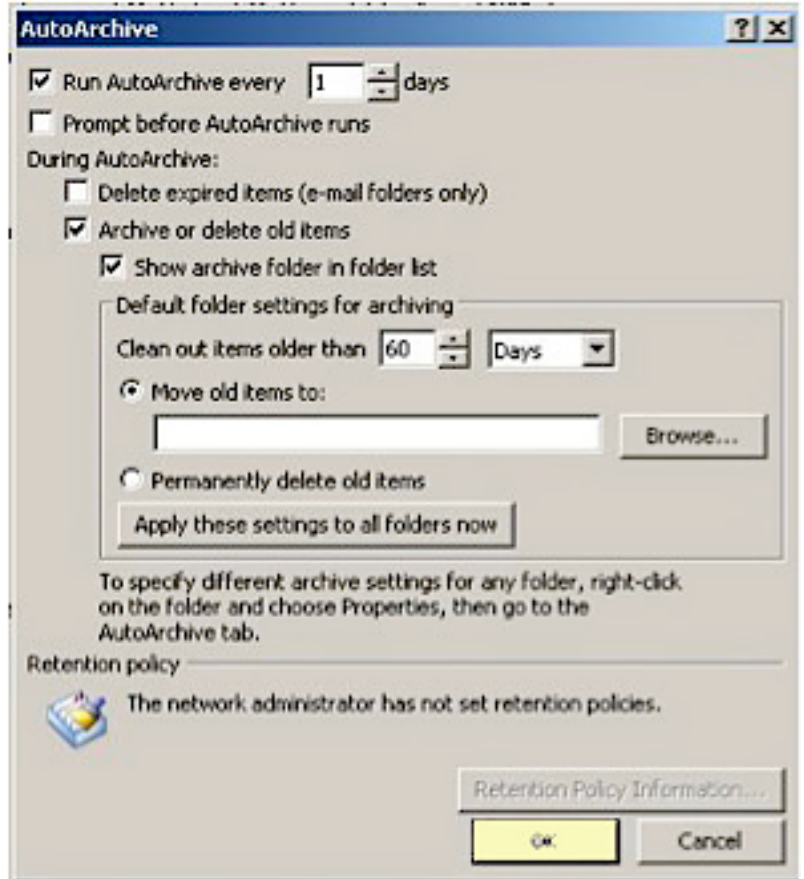 AutoArchive
Run AutoArchive every 1 days
Prompt before AutoArchive runs
During AutoArchive:
Delete expired items (e-mail folders only)
Archive or delete old items
Show archive folder in folder list
Default folder settings for archiving
Clean out items older than 60 Days
Move old items to:
Browse...
Permanently delete old items
Apply these settings to all folders now
To specify different archive settings for any folder, right-click
on the folder and choose Properties, then go to the
AutoArchive tab.
Retention policy
The network administrator has not set retention policies.
Retention Policy Information...
OK Cancel